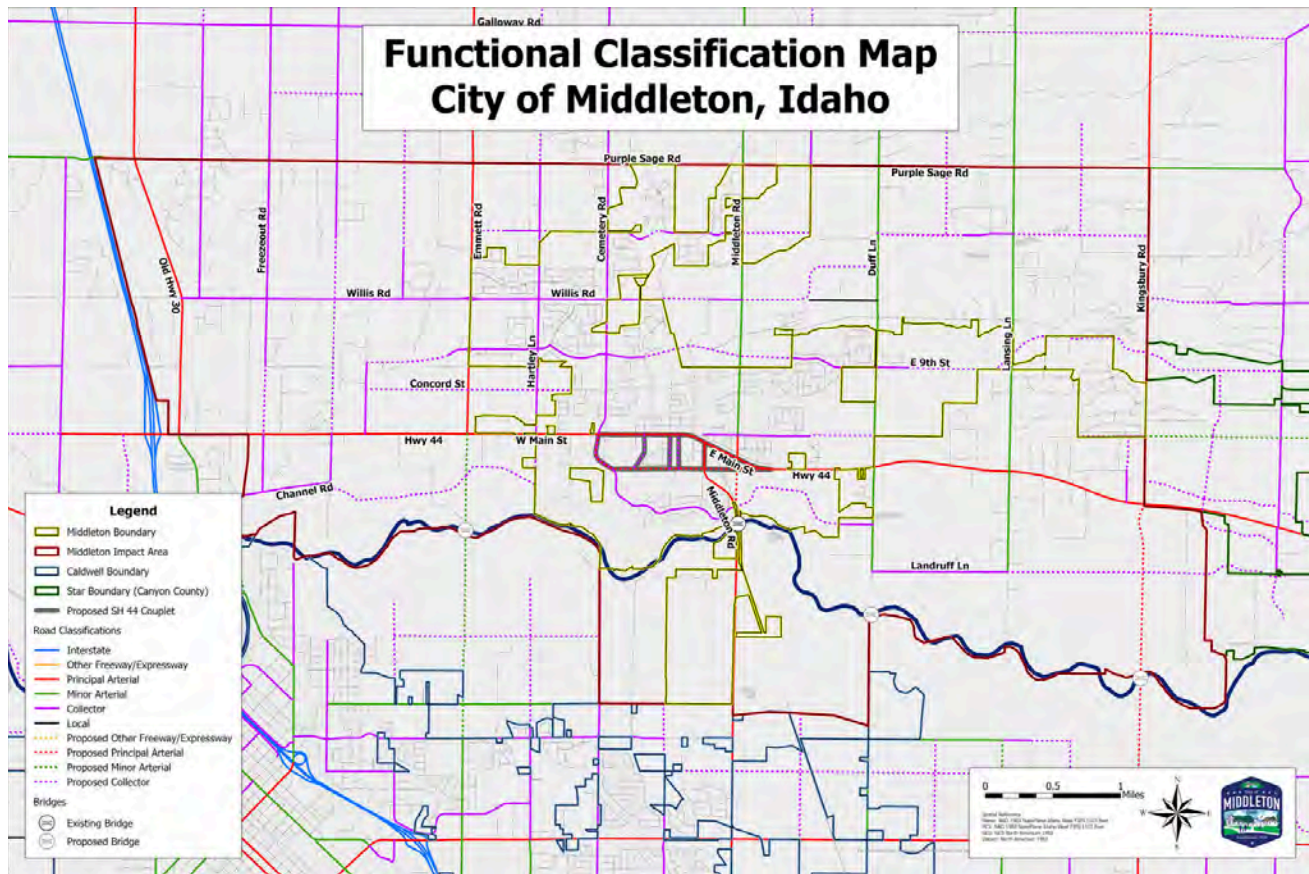 Galloway Rd
Functional Classification Map
City of Middleton, Idaho
Purple Sage Rd
Purple Sage Rd
Old Hwy 30
Freezeout Rd
Emmett Rd
Cemetery Rd
Middleton Rd
Duff Ln
Kingsbury Rd
Willis Rd
Willis Rd
Hartley Ln
Lansing Ln
E 9th St
Concord St
Hwy 44
W Main St
E Main St
Hwy 44
Channel Rd
Middleton Rd
Landruff Ln
Legend
Middleton Boundary
Middleton Impact Area
Caldwell Boundary
Star Boundary (Canyon County)
Proposed SH 44 Couplet
Road Classifications
Interstate
Other Freeway/Expressway
Principal Arterial
Minor Arterial
Collector
Local
Proposed Other Freeway/Expressway
Proposed Principal Arterial
Proposed Minor Arterial
Proposed Collector
Bridges
Existing Bridge
Proposed Bridge
0 0.5 1
Miles
N
W E
S
MIDDLETON